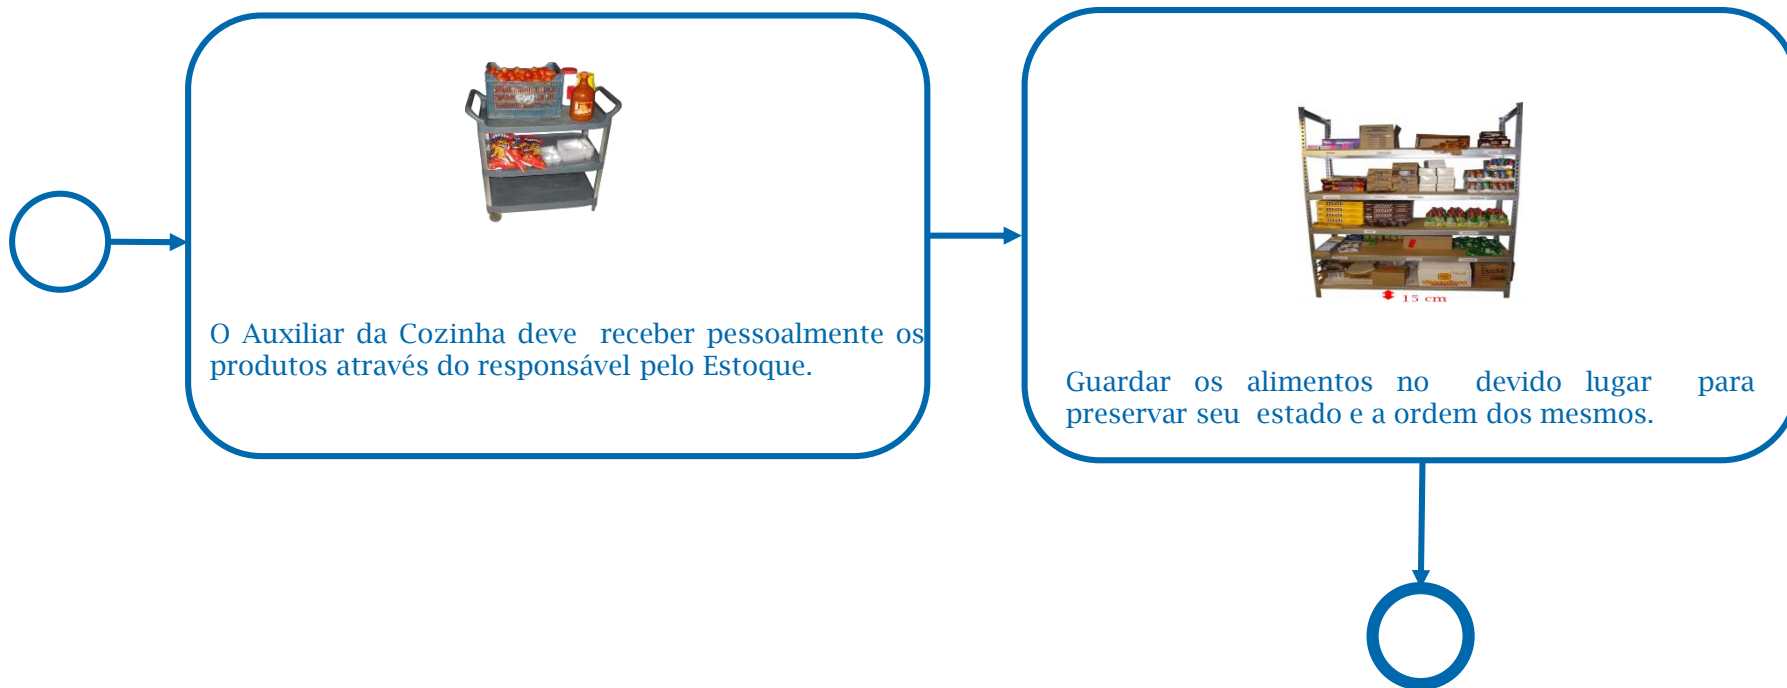 O Auxiliar da Cozinha deve receber pessoalmente os
produtos através do responsável pelo Estoque.
15 cm
Guardar os alimentos no devido lugar para
preservar seu estado e a ordem dos mesmos.